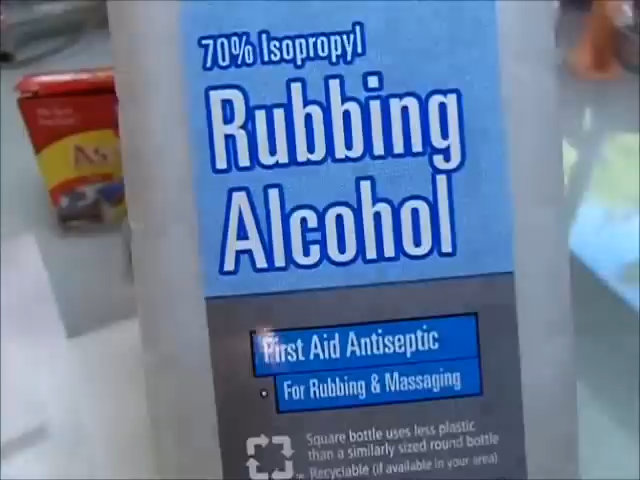 70% Isopropyl
Rubbing
Alcohol
First Aid Antiseptic
For Rubbing & Massaging
Square bottle uses less plastic
than a similarly sized round bottle
Recyclable (if available in your area)